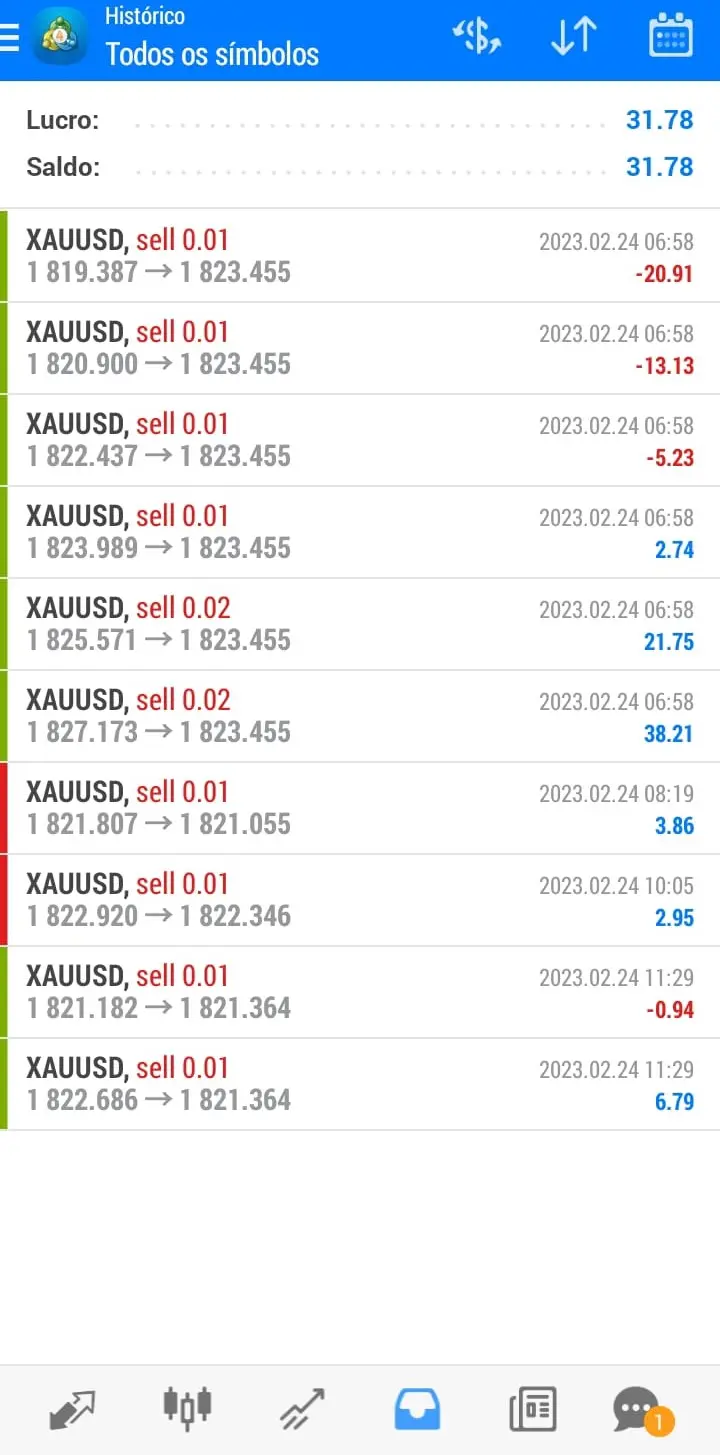 Histórico
Todos os símbolos
Lucro: 31.78
Saldo: 31.78
XAUUSD, sell 0.01 2023.02.24 06:58
1 819.387 → 1 823.455 -20.91
XAUUSD, sell 0.01 2023.02.24 06:58
1 820.900 → 1 823.455 -13.13
XAUUSD, sell 0.01 2023.02.24 06:58
1 822.437 → 1 823.455 -5.23
XAUUSD, sell 0.01 2023.02.24 06:58
1 823.989 → 1 823.455 2.74
XAUUSD, sell 0.02 2023.02.24 06:58
1 825.571 → 1 823.455 21.75
XAUUSD, sell 0.02 2023.02.24 06:58
1 827.173 → 1 823.455 38.21
XAUUSD, sell 0.01 2023.02.24 08:19
1 821.807 → 1 821.055 3.86
XAUUSD, sell 0.01 2023.02.24 10:05
1 822.920 → 1 822.346 2.95
XAUUSD, sell 0.01 2023.02.24 11:29
1 821.182 → 1 821.364 -0.94
XAUUSD, sell 0.01 2023.02.24 11:29
1 822.686 → 1 821.364 6.79
1